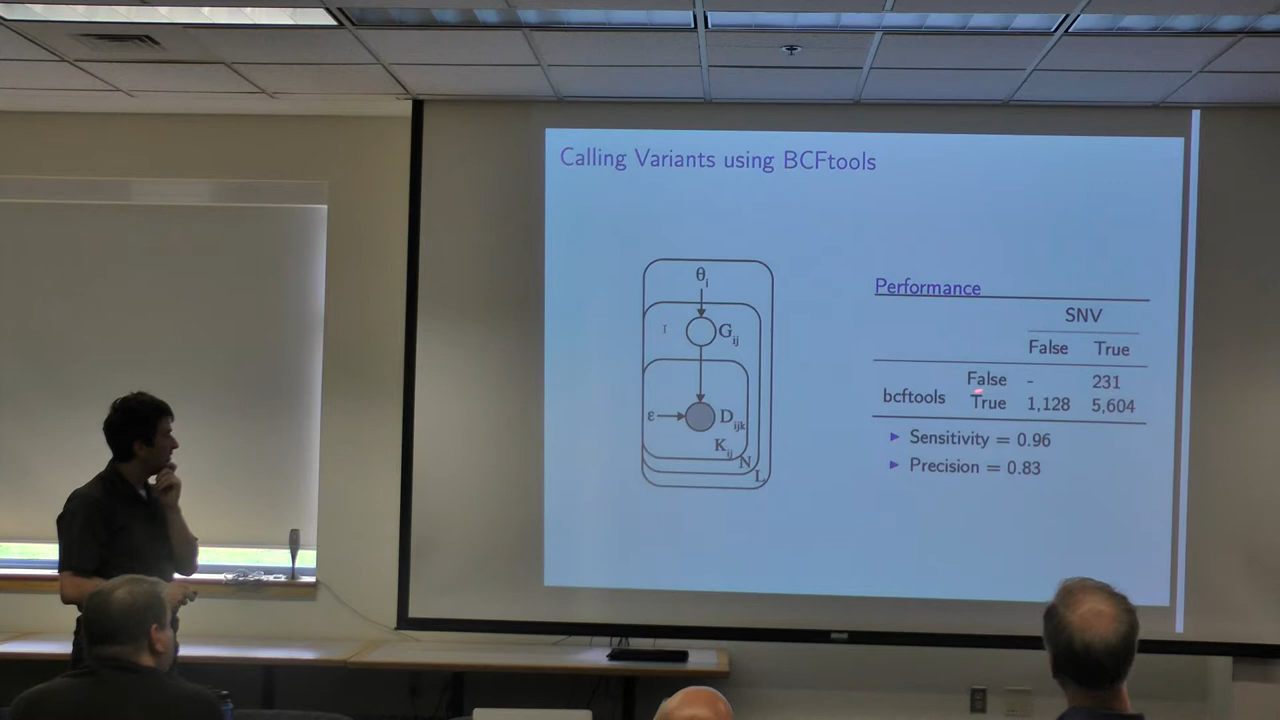 Calling Variants using BCFtools
θi
I
Gij
ε
Dijk
Kij
N
L
Performance
SNV
False True
bcftools
False - 231
True 1,128 5,604
Sensitivity = 0.96
Precision = 0.83